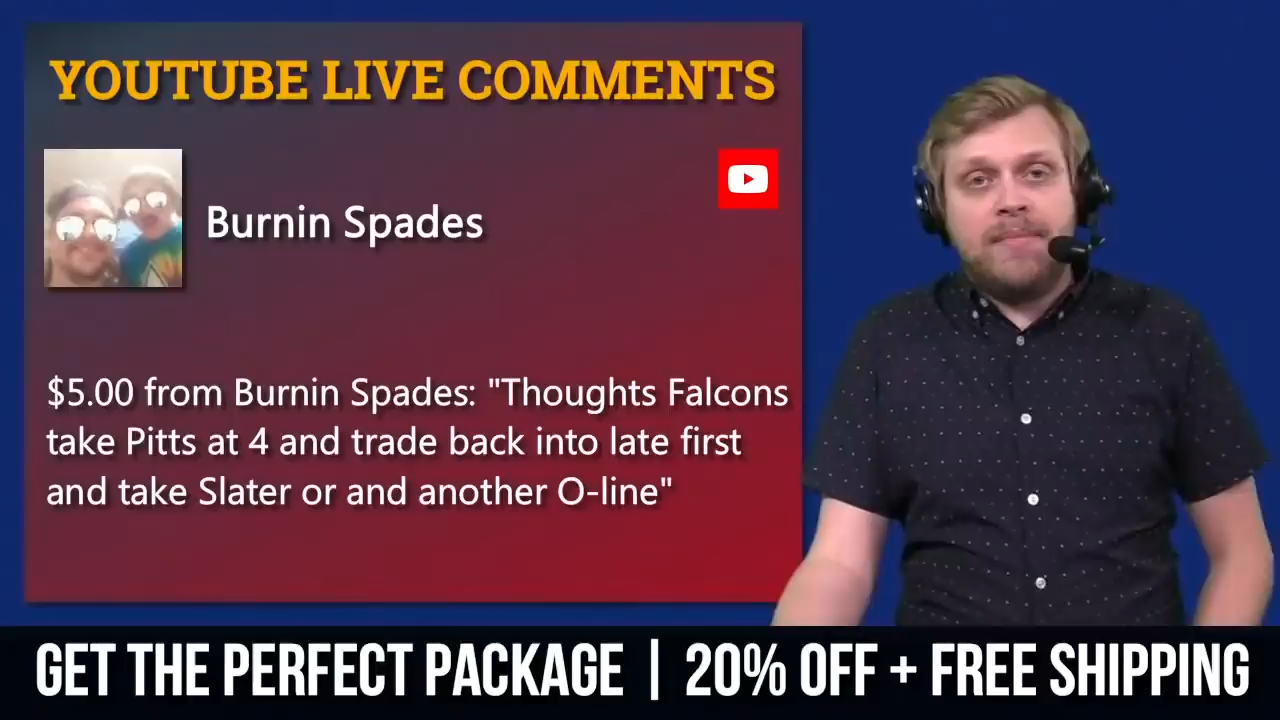 YOUTUBE LIVE COMMENTS
Burnin Spades
$5.00 from Burnin Spades: "Thoughts Falcons
take Pitts at 4 and trade back into late first
and take Slater or and another O-line"
GET THE PERFECT PACKAGE | 20% OFF + FREE SHIPPING